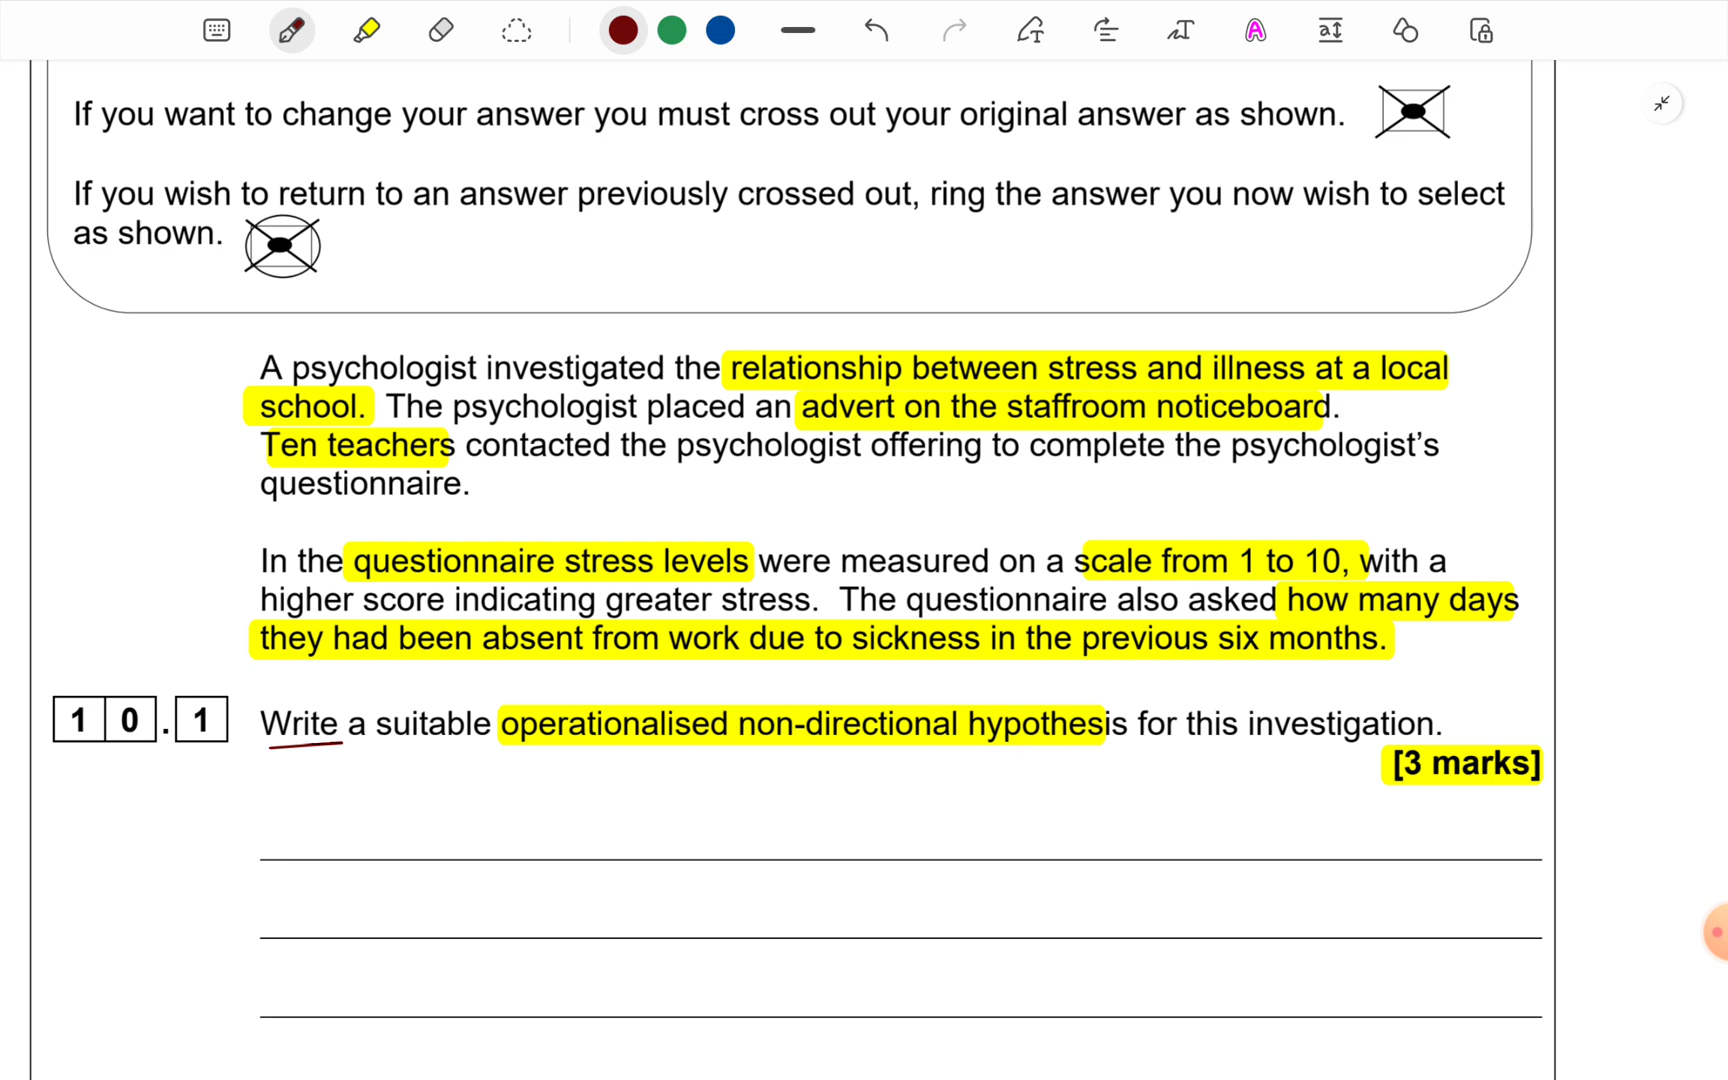 If you want to change your answer you must cross out your original answer as shown.
If you wish to return to an answer previously crossed out, ring the answer you now wish to select
as shown.
A psychologist investigated the relationship between stress and illness at a local
school. The psychologist placed an advert on the staffroom noticeboard.
Ten teachers contacted the psychologist offering to complete the psychologist’s
questionnaire.
In the questionnaire stress levels were measured on a scale from 1 to 10, with a
higher score indicating greater stress. The questionnaire also asked how many days
they had been absent from work due to sickness in the previous six months.
1 0 . 1 Write a suitable operationalised non-directional hypothesis for this investigation.
[3 marks]